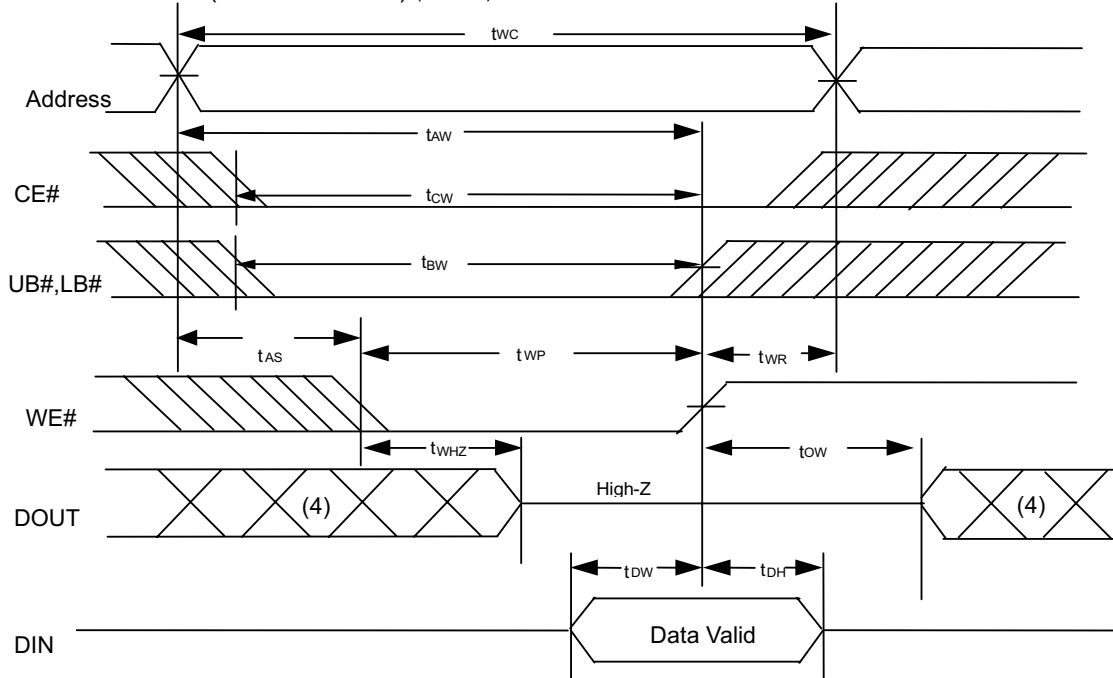 tWC
Address
tAW
CE#
tCW
UB#,LB#
tBW
tAS
tWP
tWR
WE#
tWHZ
tOW
DOUT
(4)
High-Z
(4)
tDW
tDH
DIN
Data Valid